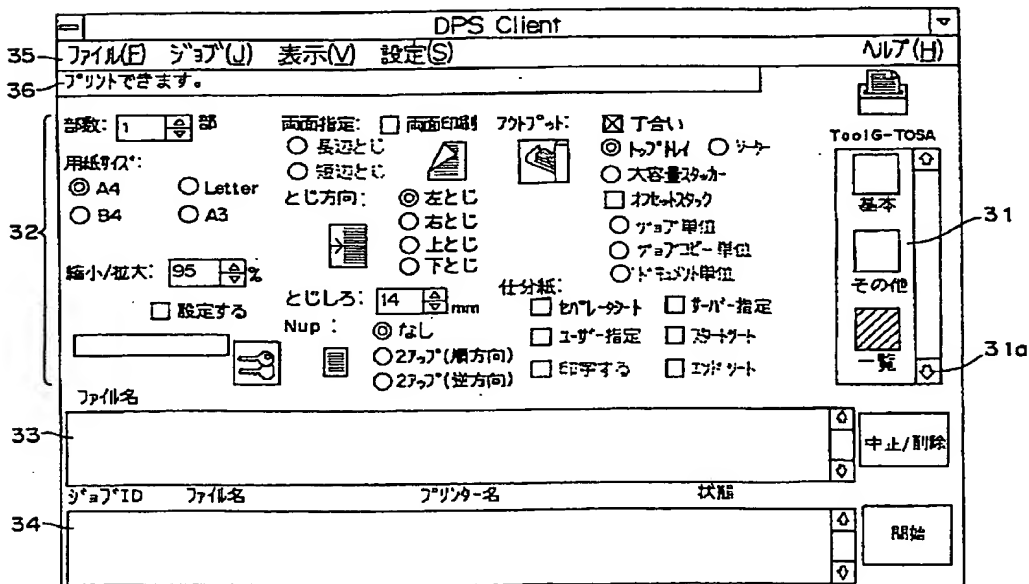 DPS Client
35
ファイル(F) ジョブ(J) 表示(V) 設定(S) ヘルプ(H)
36
プリントできます。
32
部数: 1 部
用紙サイズ:
A4 Letter
B4 A3
縮小/拡大: 95 %
設定する
両面指定: 両面印刷
長辺とじ
短辺とじ
とじ方向: 左とじ
右とじ
上とじ
下とじ
とじしろ: 14 mm
Nup: なし
2アップ(順方向)
2アップ(逆方向)
アウトプット: 丁合い
トップトレイ ソーター
大容量スタッカー
オフセットスタック
ジョブ単位
ジョブコピー単位
ドキュメント単位
仕分紙:
セパレータシート サーバー指定
ユーザー指定 スタートシート
印字する エンドシート
ToolG-TOSA
基本
その他
一覧
31
31a
ファイル名
33
中止/削除
ジョブID ファイル名 プリンター名 状態
34
開始